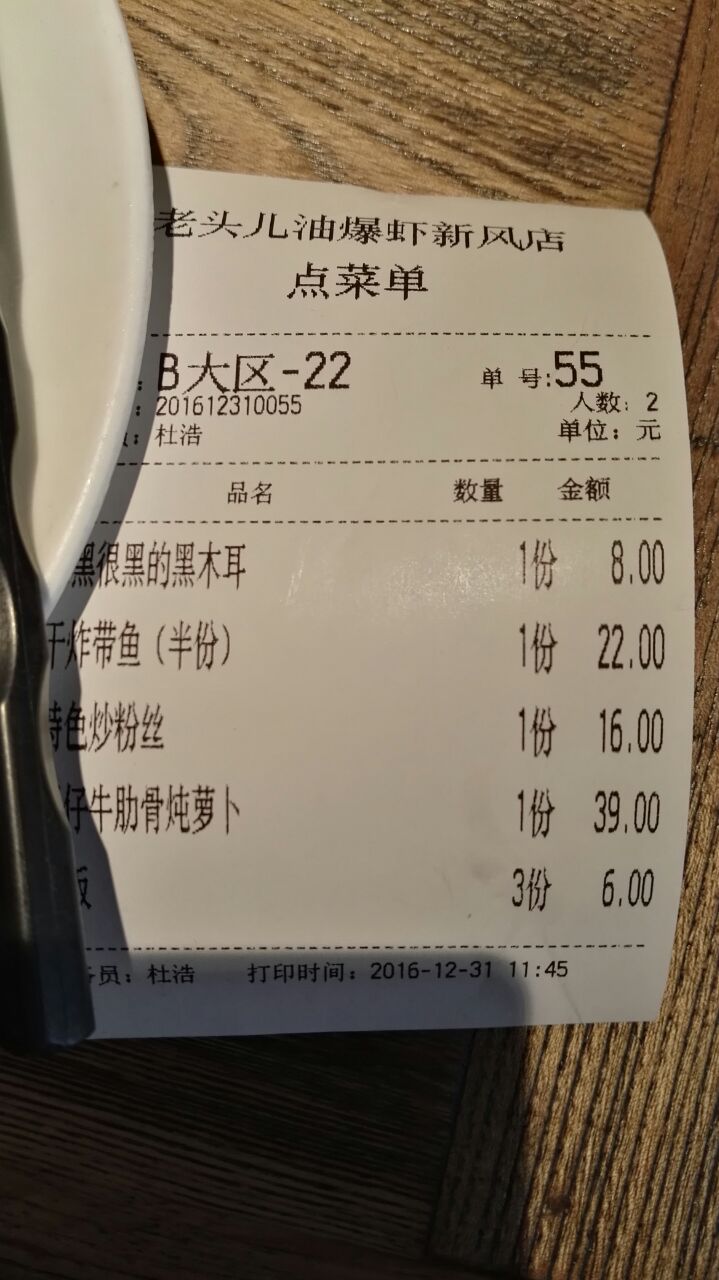 老头儿油爆虾新风店
点菜单
: B大区-22 单 号:55
: 201612310055 人数: 2
: 杜浩 单位: 元
品名 数量 金额
黑很黑的黑木耳 1份 8.00
干炸带鱼(半份) 1份 22.00
特色炒粉丝 1份 16.00
仔牛肋骨炖萝卜 1份 39.00
饭 3份 6.00
务员: 杜浩 打印时间: 2016-12-31 11:45